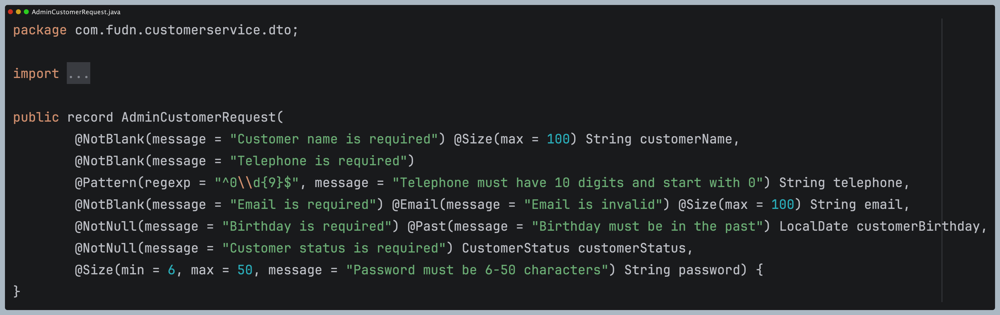 AdminCustomerRequest.java
package com.fudn.customerservice.dto;
import ...
public record AdminCustomerRequest(
@NotBlank(message = "Customer name is required") @Size(max = 100) String customerName,
@NotBlank(message = "Telephone is required")
@Pattern(regexp = "^0\\d{9}$", message = "Telephone must have 10 digits and start with 0") String telephone,
@NotBlank(message = "Email is required") @Email(message = "Email is invalid") @Size(max = 100) String email,
@NotNull(message = "Birthday is required") @Past(message = "Birthday must be in the past") LocalDate customerBirthday,
@NotNull(message = "Customer status is required") CustomerStatus customerStatus,
@Size(min = 6, max = 50, message = "Password must be 6-50 characters") String password) {
}